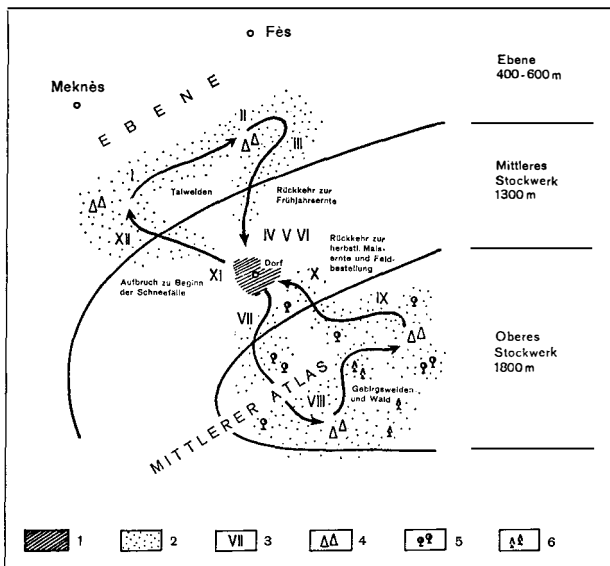 Fès
Meknès
EBENE
Ebene
400-600 m
II
III
I
Talweiden
XII
Rückkehr zur
Frühjahrsernte
Mittleres
Stockwerk
1300 m
IV V VI
Rückkehr zur
herbstl. Mais-
ernte und Feld-
bestellung
Dorf
XI
X
Aufbruch zu Beginn
der Schneefälle
VII
IX
Oberes
Stockwerk
1800 m
MITTLERER ATLAS
VIII
Gebirgsweiden
und Wald
1
2
VII 3
4
5
6